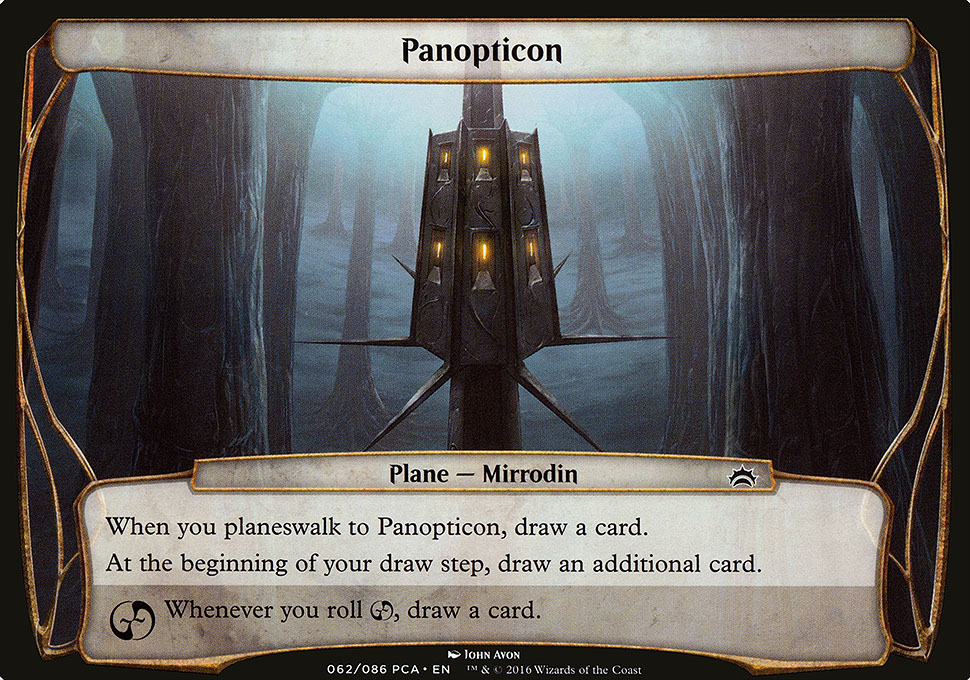 Panopticon
Plane — Mirrodin
When you planeswalk to Panopticon, draw a card.
At the beginning of your draw step, draw an additional card.
Whenever you roll , draw a card.
John Avon
062/086 PCA • EN ™ & © 2016 Wizards of the Coast